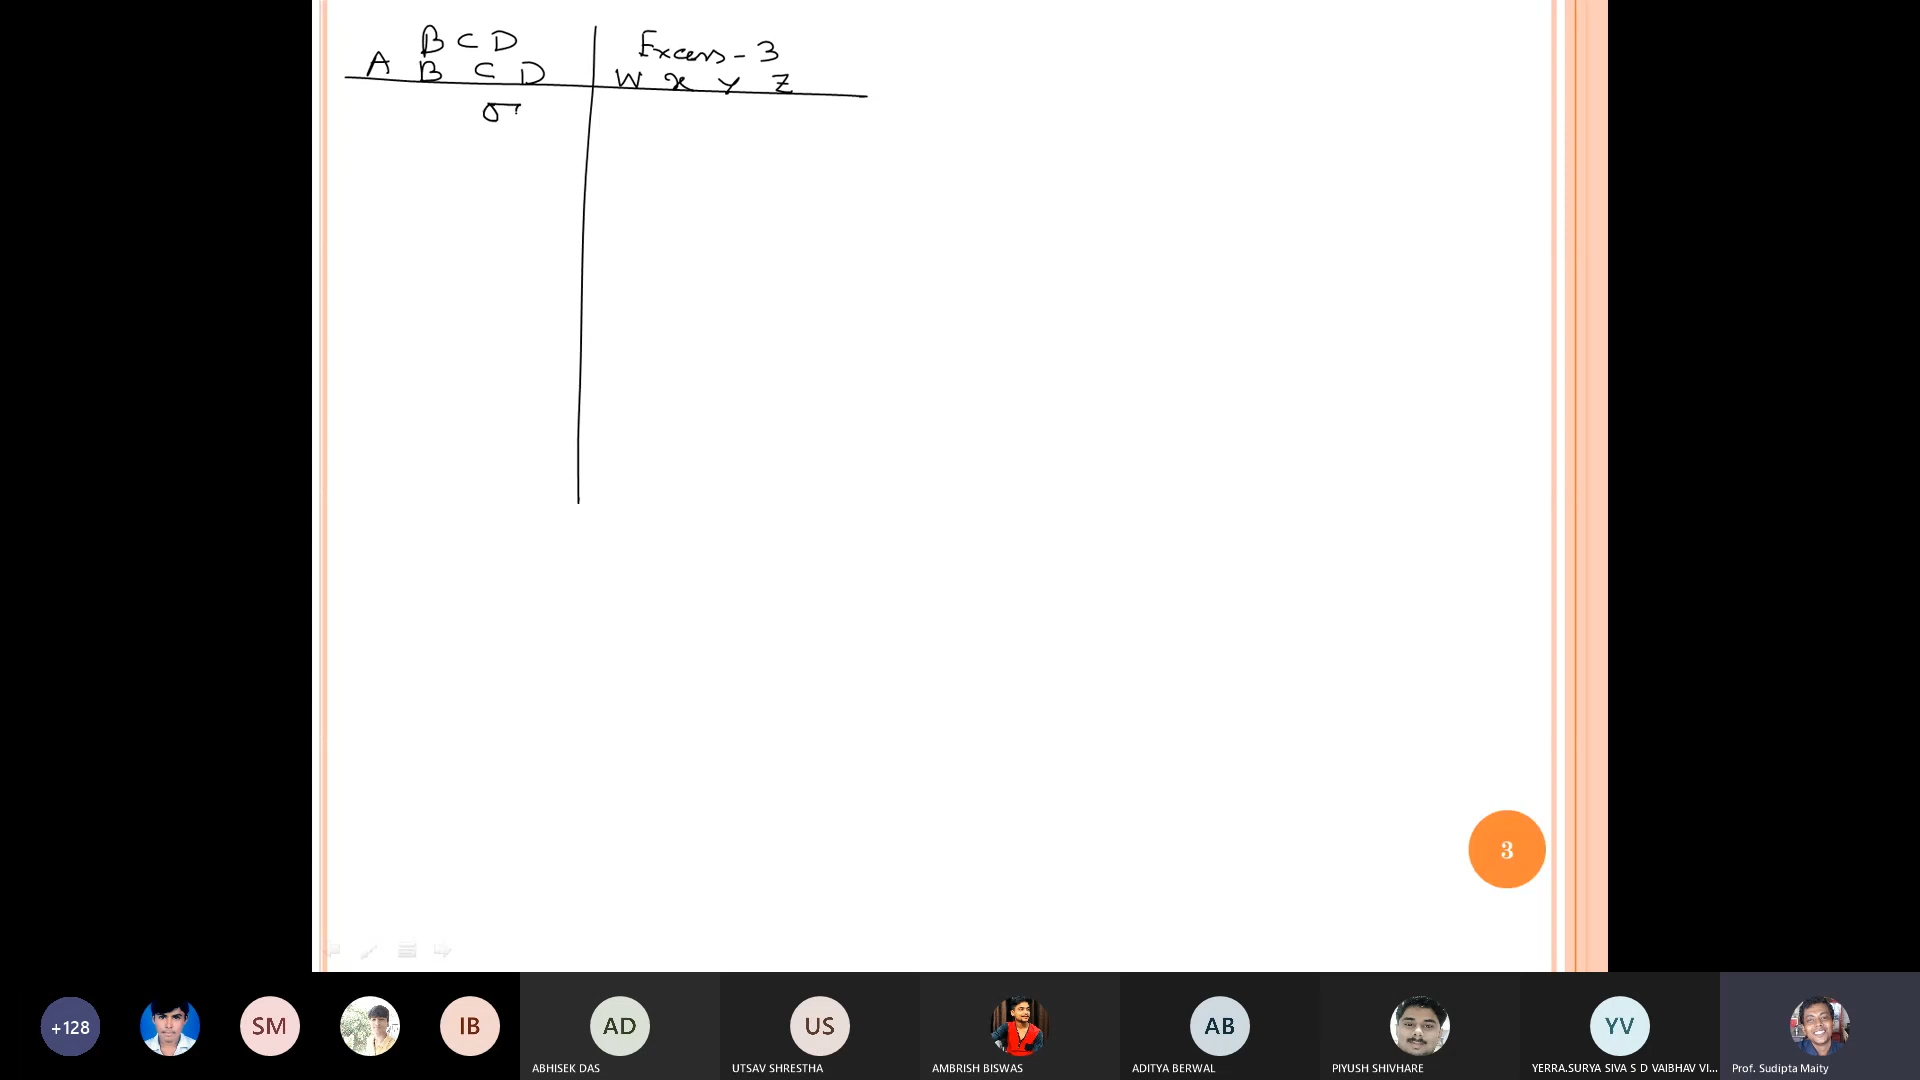 B C D
Excess - 3
A B C D
W X Y Z
3
+128
SM
IB
AD
US
AB
YV
ABHISEK DAS
UTSAV SHRESTHA
AMBRISH BISWAS
ADITYA BERWAL
PIYUSH SHIVHARE
YERRA.SURYA SIVA S D VAIBHAV VI...
Prof. Sudipta Maity